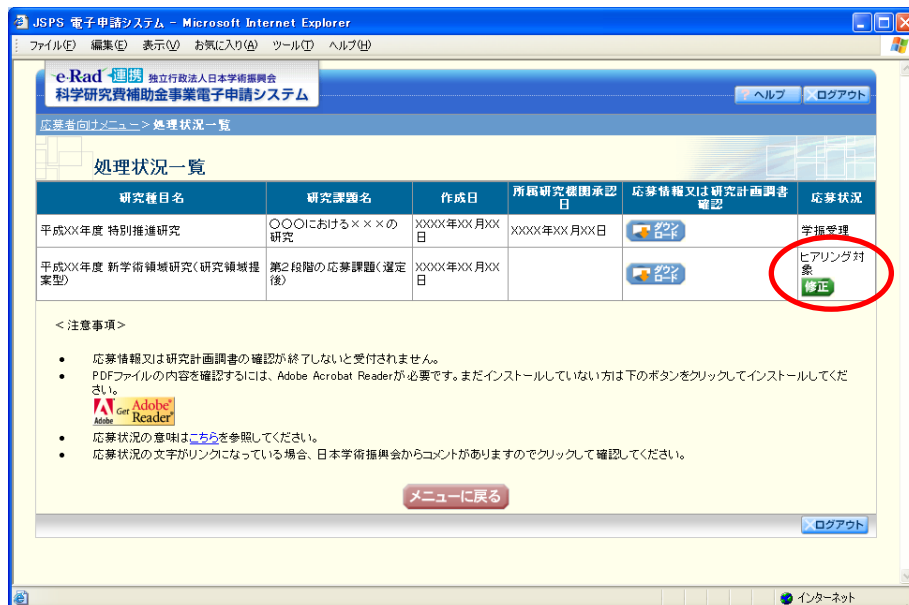 JSPS 電子申請システム - Microsoft Internet Explorer
ファイル(F) 編集(E) 表示(V) お気に入り(A) ツール(T) ヘルプ(H)
e-Rad 連携 独立行政法人日本学術振興会
科学研究費補助金事業電子申請システム
? ヘルプ ログアウト
応募者向けメニュー>処理状況一覧
処理状況一覧
研究種目名 研究課題名 作成日 所属研究機関承認日 応募情報又は研究計画調書確認 応募状況
平成XX年度 特別推進研究 〇〇〇における×××の研究 XXXX年XX月XX日 XXXX年XX月XX日 ダウンロード 学振受理
平成XX年度 新学術領域研究(研究領域提案型) 第2段階の応募課題(選定後) XXXX年XX月XX日 ダウンロード ヒアリング対象 修正
<注意事項>
• 応募情報又は研究計画調書の確認が終了しないと受付されません。
• PDFファイルの内容を確認するには、Adobe Acrobat Readerが必要です。まだインストールしていない方は下のボタンをクリックしてインストールしてくだ
さい。
Adobe Get Adobe Reader
• 応募状況の意味はこちらを参照してください。
• 応募状況の文字がリンクになっている場合、日本学術振興会からコメントがありますのでクリックして確認してください。
メニューに戻る
ログアウト
インターネット